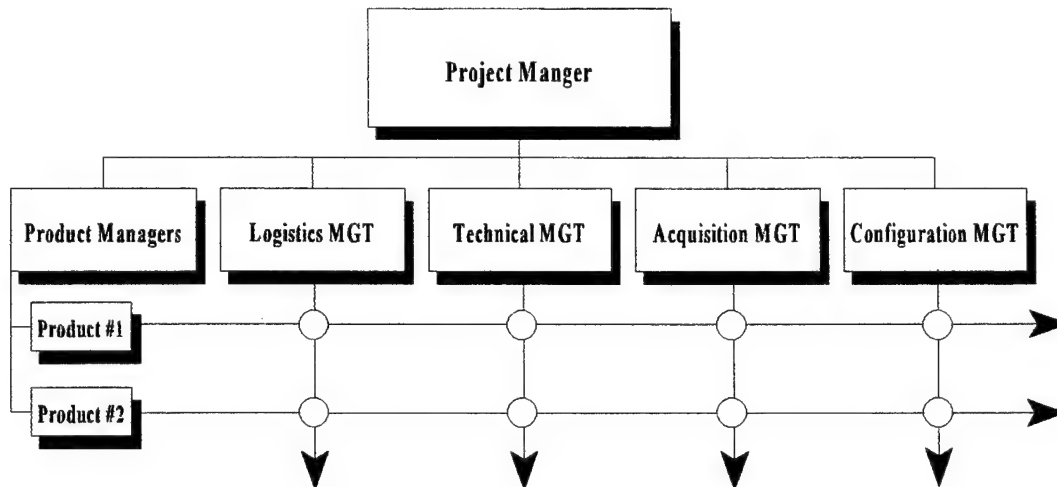 Project Manger
Product Managers
Logistics MGT
Technical MGT
Acquisition MGT
Configuration MGT
Product #1
Product #2